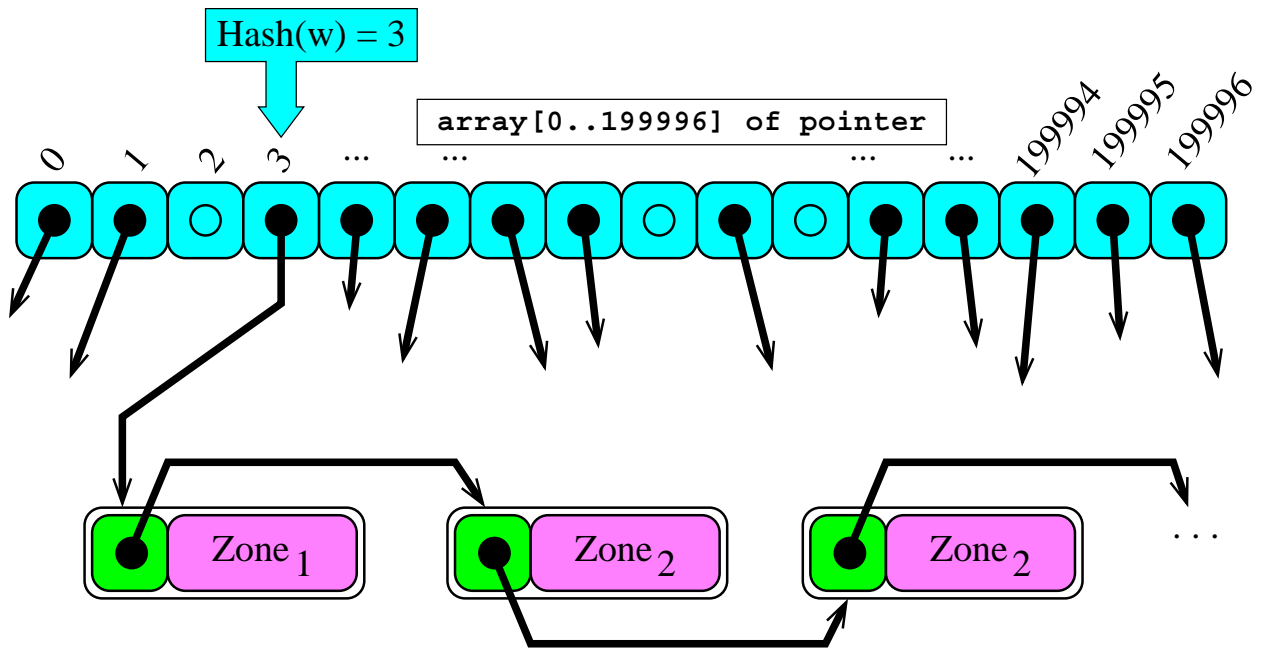 Hash(w) = 3
array[0..199996] of pointer
0 1 2 3 ... ... ... ... 199994 199995 199996
Zone 1 Zone 2 Zone 2 . . .